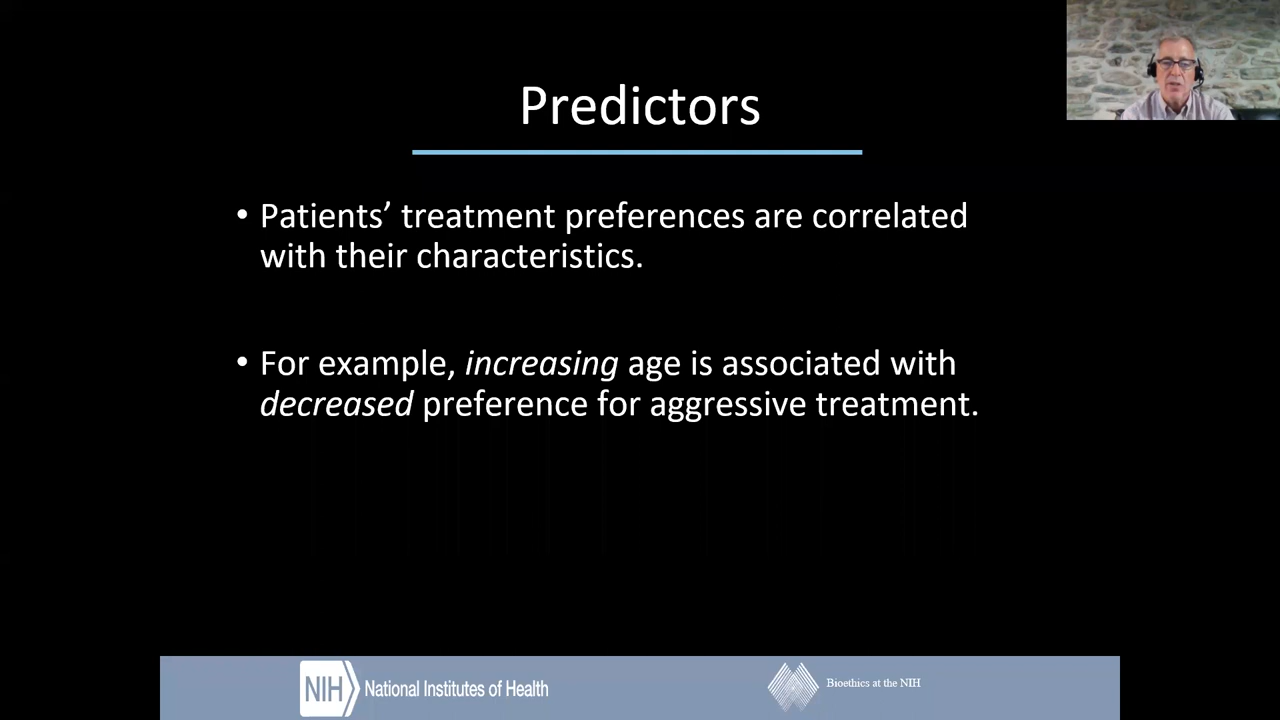 Predictors
• Patients’ treatment preferences are correlated
with their characteristics.
• For example, increasing age is associated with
decreased preference for aggressive treatment.
NIH National Institutes of Health
Bioethics at the NIH